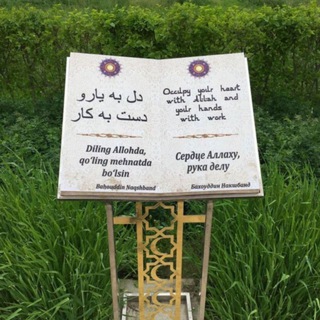 دل به یارو
دست به کار
Diling Allohda,
qo'ling mehnatda
bo'lsin
Bahouddin Naqshband
Occupy your heart
with Allah and
your hands
with work
Сердце Аллаху,
рука делу
Бахоуддин Накшбанд